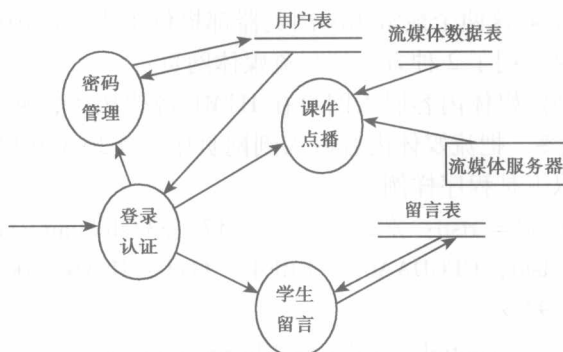 用户表
流媒体数据表
密码
管理
课件
点播
流媒体服务器
留言表
登录
认证
学生
留言